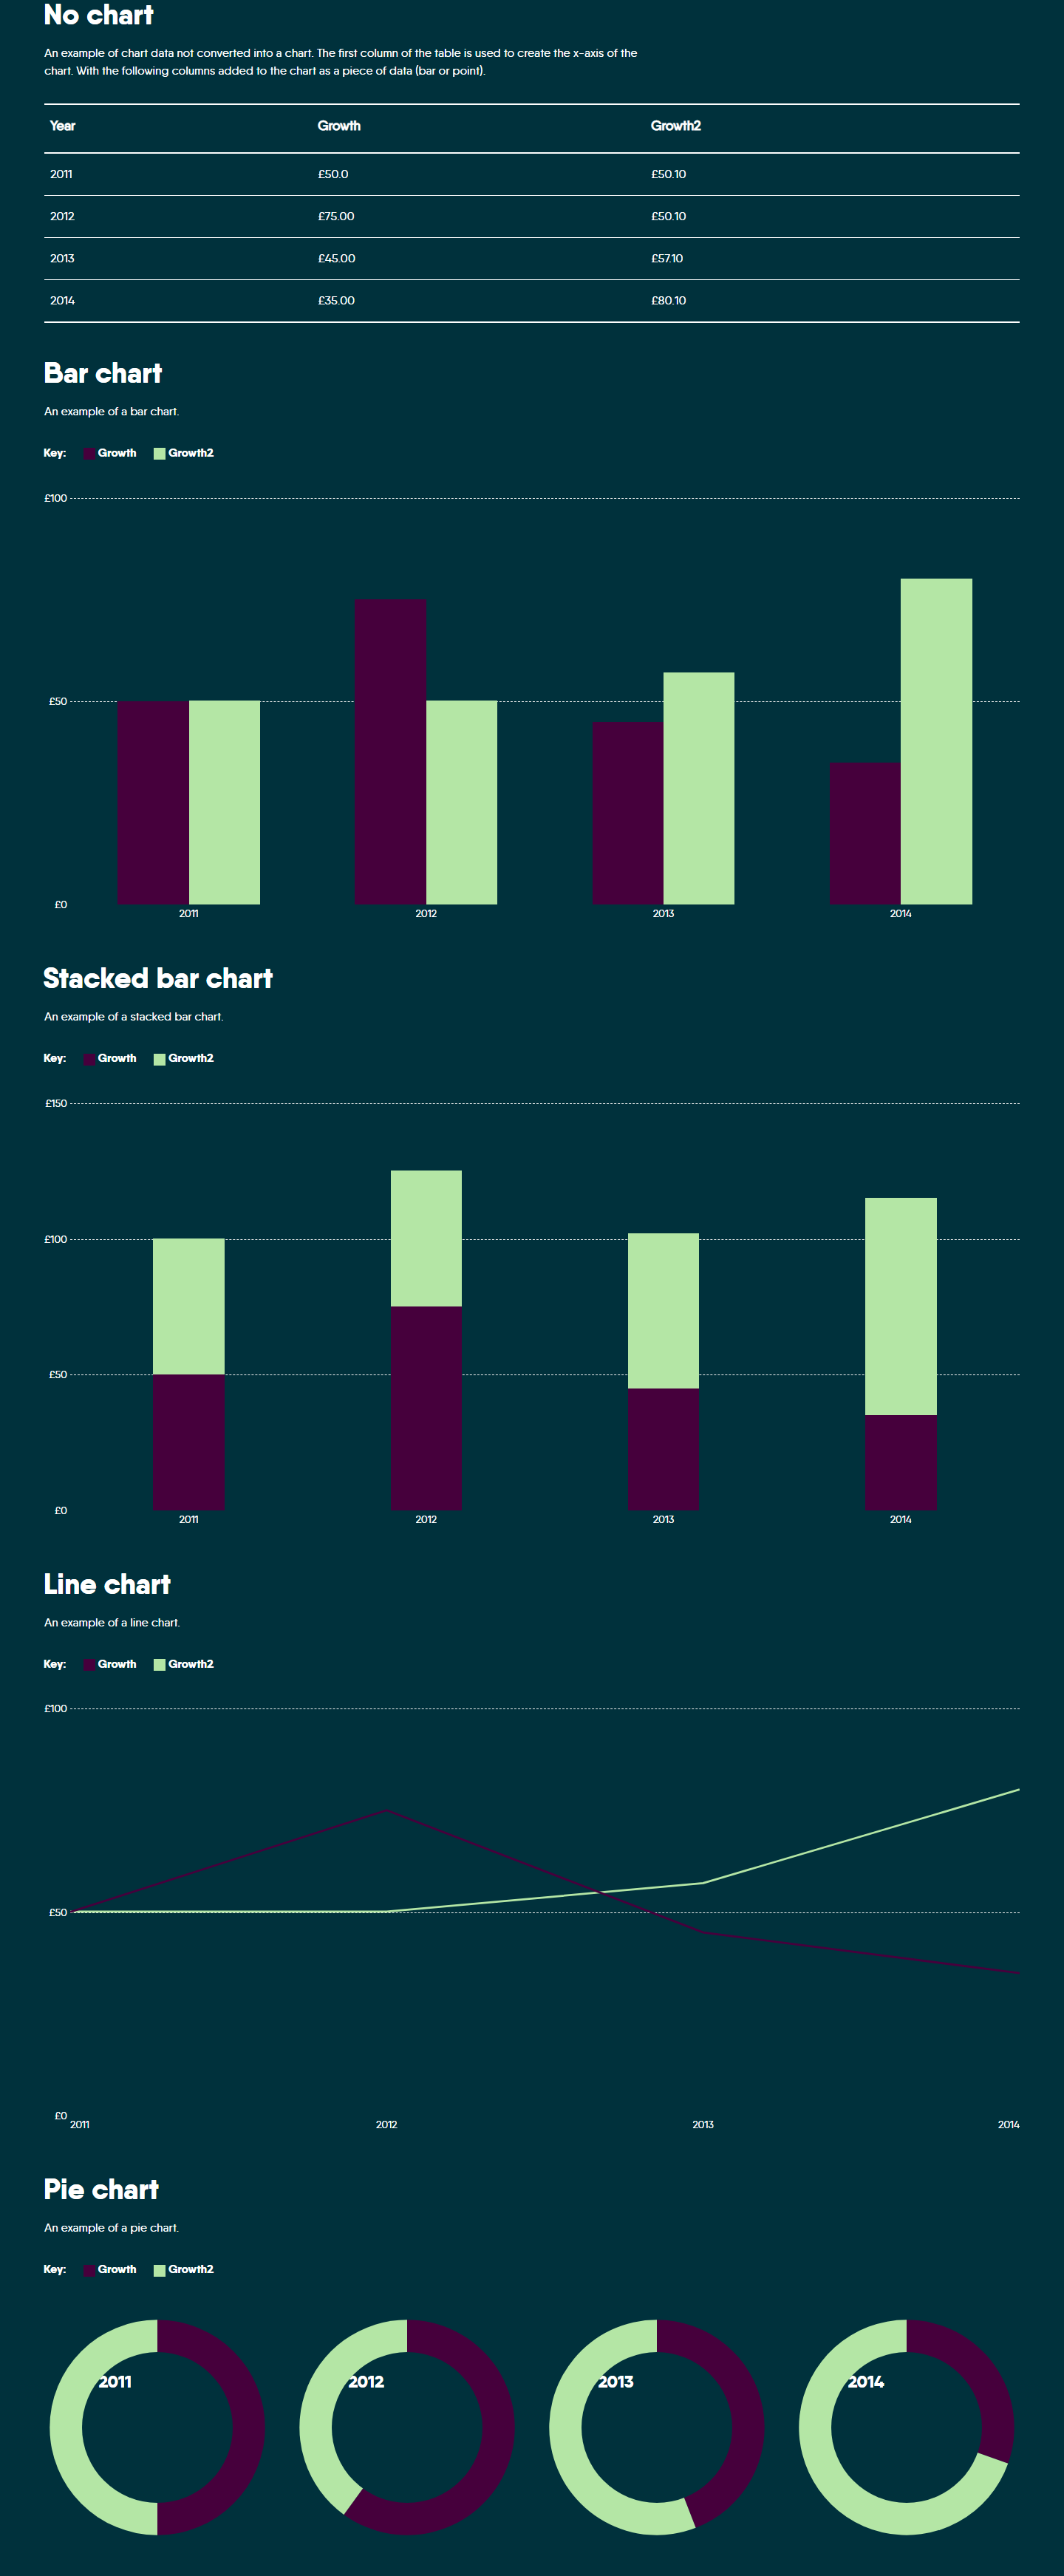 No chart
An example of chart data not converted into a chart. The first column of the table is used to create the x-axis of the
chart. With the following columns added to the chart as a piece of data (bar or point).
Year Growth Growth2
2011 £50.0 £50.10
2012 £75.00 £50.10
2013 £45.00 £57.10
2014 £35.00 £80.10
Bar chart
An example of a bar chart.
Key: Growth Growth2
£100
£50
£0
2011 2012 2013 2014
Stacked bar chart
An example of a stacked bar chart.
Key: Growth Growth2
£150
£100
£50
£0
2011 2012 2013 2014
Line chart
An example of a line chart.
Key: Growth Growth2
£100
£50
£0
2011 2012 2013 2014
Pie chart
An example of a pie chart.
Key: Growth Growth2
2011 2012 2013 2014